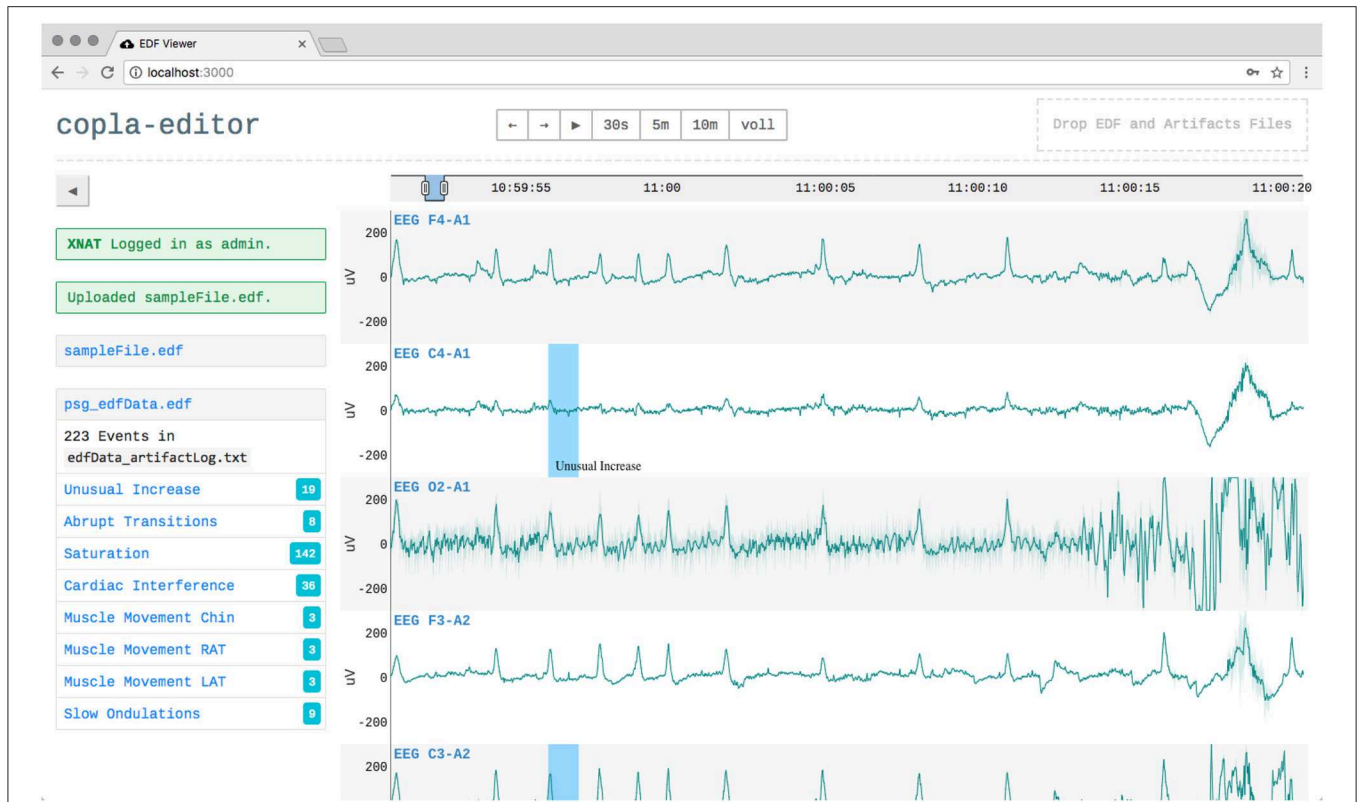 EDF Viewer
localhost:3000
copla-editor
← → ▶ 30s 5m 10m voll
Drop EDF and Artifacts Files
10:59:55 11:00 11:00:05 11:00:10 11:00:15 11:00:20
XNAT Logged in as admin.
Uploaded sampleFile.edf.
sampleFile.edf
psg_edfData.edf
223 Events in
edfData_artifactLog.txt
Unusual Increase 19
Abrupt Transitions 8
Saturation 142
Cardiac Interference 36
Muscle Movement Chin 3
Muscle Movement RAT 3
Muscle Movement LAT 3
Slow Ondulations 9
EEG F4-A1
200
uV 0
-200
EEG C4-A1
200
uV 0
-200
Unusual Increase
EEG O2-A1
200
uV 0
-200
EEG F3-A2
200
uV 0
-200
EEG C3-A2
200